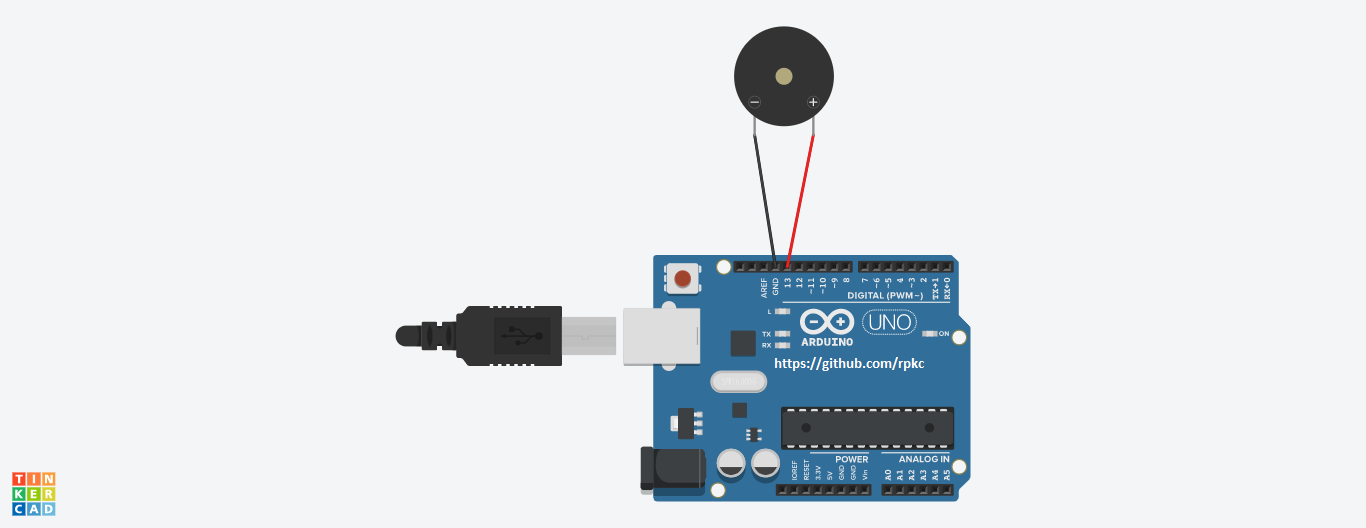 AREF
GND
13
12
~11
~10
~9
8
7
~6
~5
4
~3
2
TX→1
RX←0
DIGITAL (PWM~)
L
TX
RX
ARDUINO
UNO
ON
https://github.com/rpkc
POWER
ANALOG IN
IOREF
RESET
3.3V
5V
GND
GND
Vin
A0
A1
A2
A3
A4
A5
TIN
KER
CAD